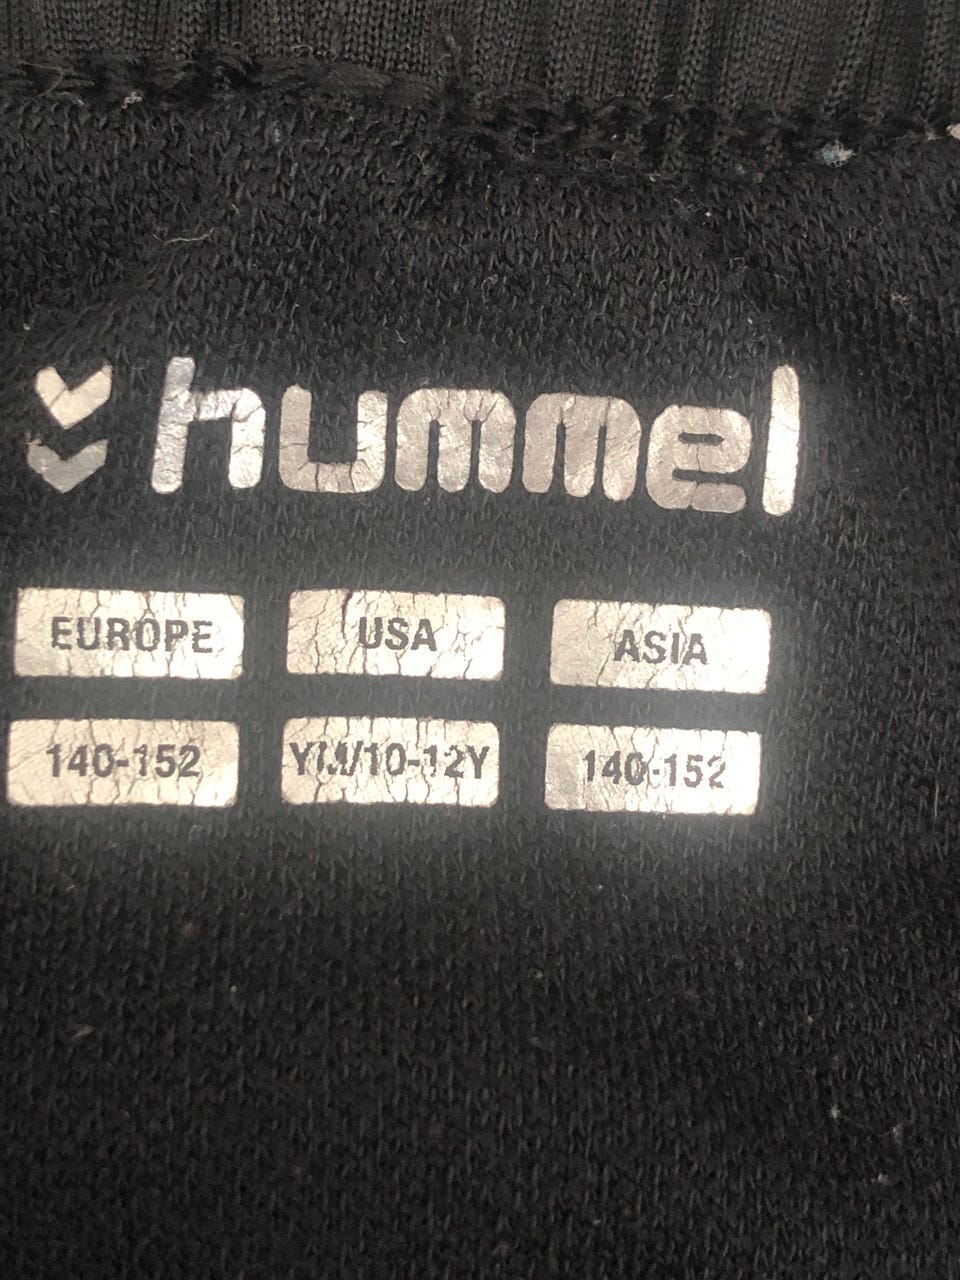 hummel
EUROPE USA ASIA
140-152 YM/10-12Y 140-152